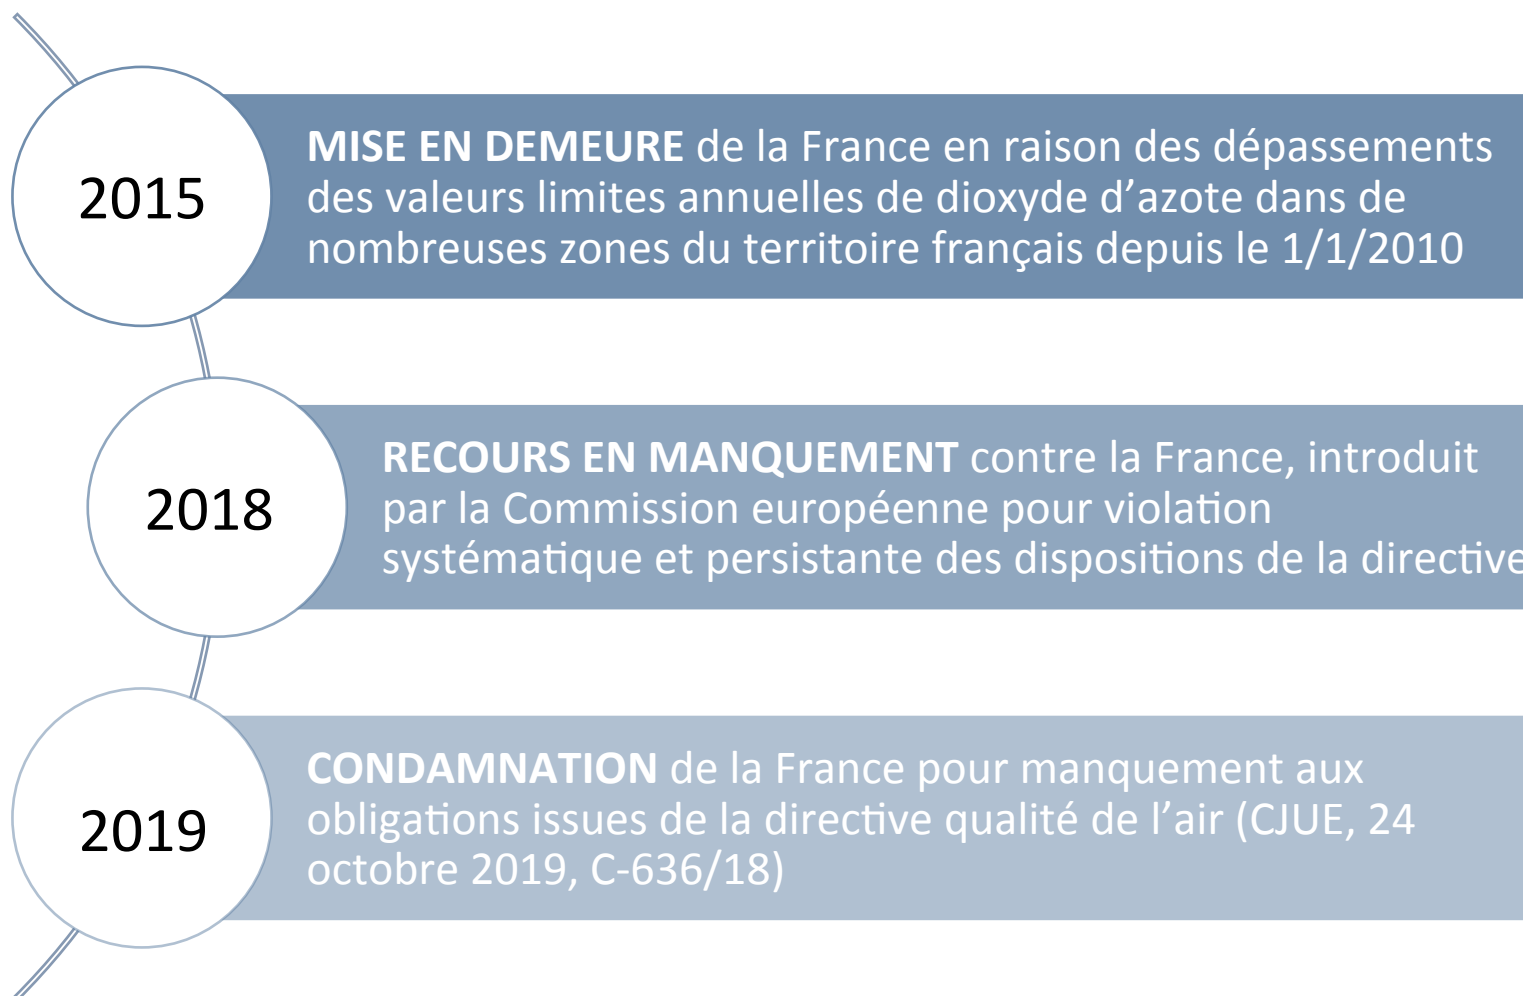 2015
MISE EN DEMEURE de la France en raison des dépassements
des valeurs limites annuelles de dioxyde d’azote dans de
nombreuses zones du territoire français depuis le 1/1/2010
2018
RECOURS EN MANQUEMENT contre la France, introduit
par la Commission européenne pour violation
systématique et persistante des dispositions de la directive
2019
CONDAMNATION de la France pour manquement aux
obligations issues de la directive qualité de l’air (CJUE, 24
octobre 2019, C-636/18)